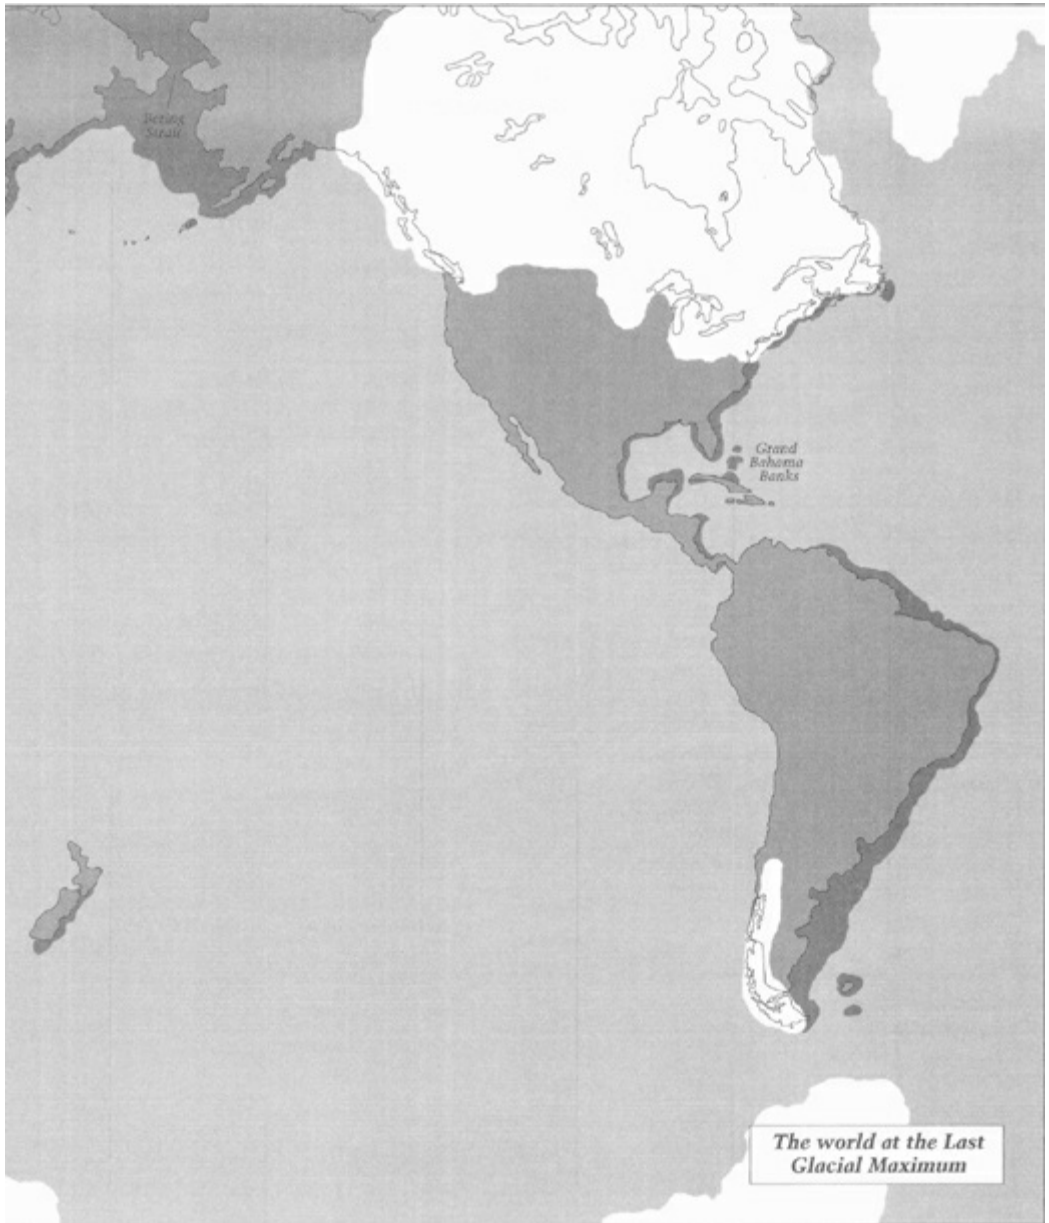 Bering
Strait
Grand
Bahama
Banks
The world at the Last
Glacial Maximum